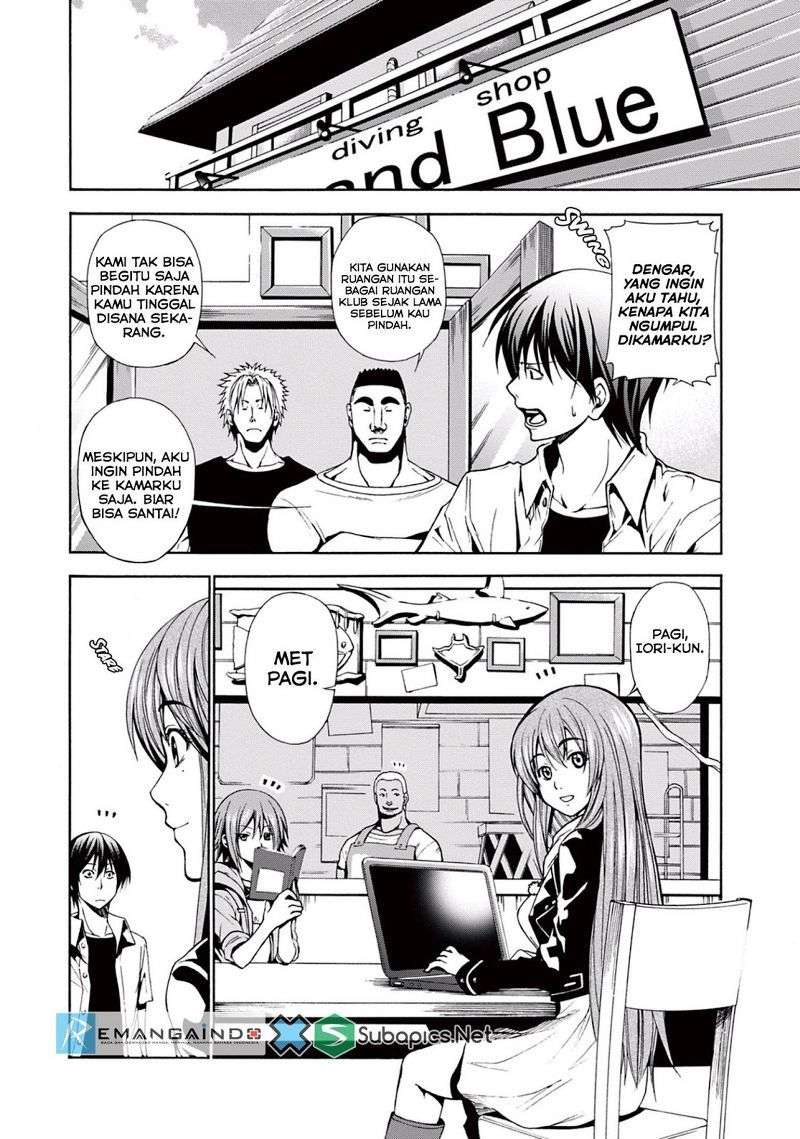 diving shop
and Blue
SWING
DENGAR,
YANG INGIN
AKU TAHU,
KENAPA KITA
NGUMPUL
DIKAMARKU?
KITA GUNAKAN
RUANGAN ITU SE-
BAGAI RUANGAN
KLUB SEJAK LAMA
SEBELUM KAU
PINDAH.
KAMI TAK BISA
BEGITU SAJA
PINDAH KARENA
KAMU TINGGAL
DISANA SEKA-
RANG.
MESKIPUN, AKU
INGIN PINDAH
KE KAMARKU
SAJA. BIAR
BISA SANTAI!
PAGI,
IORI-KUN.
MET
PAGI.
STARE
REMANGAINDO
Subapics.Net